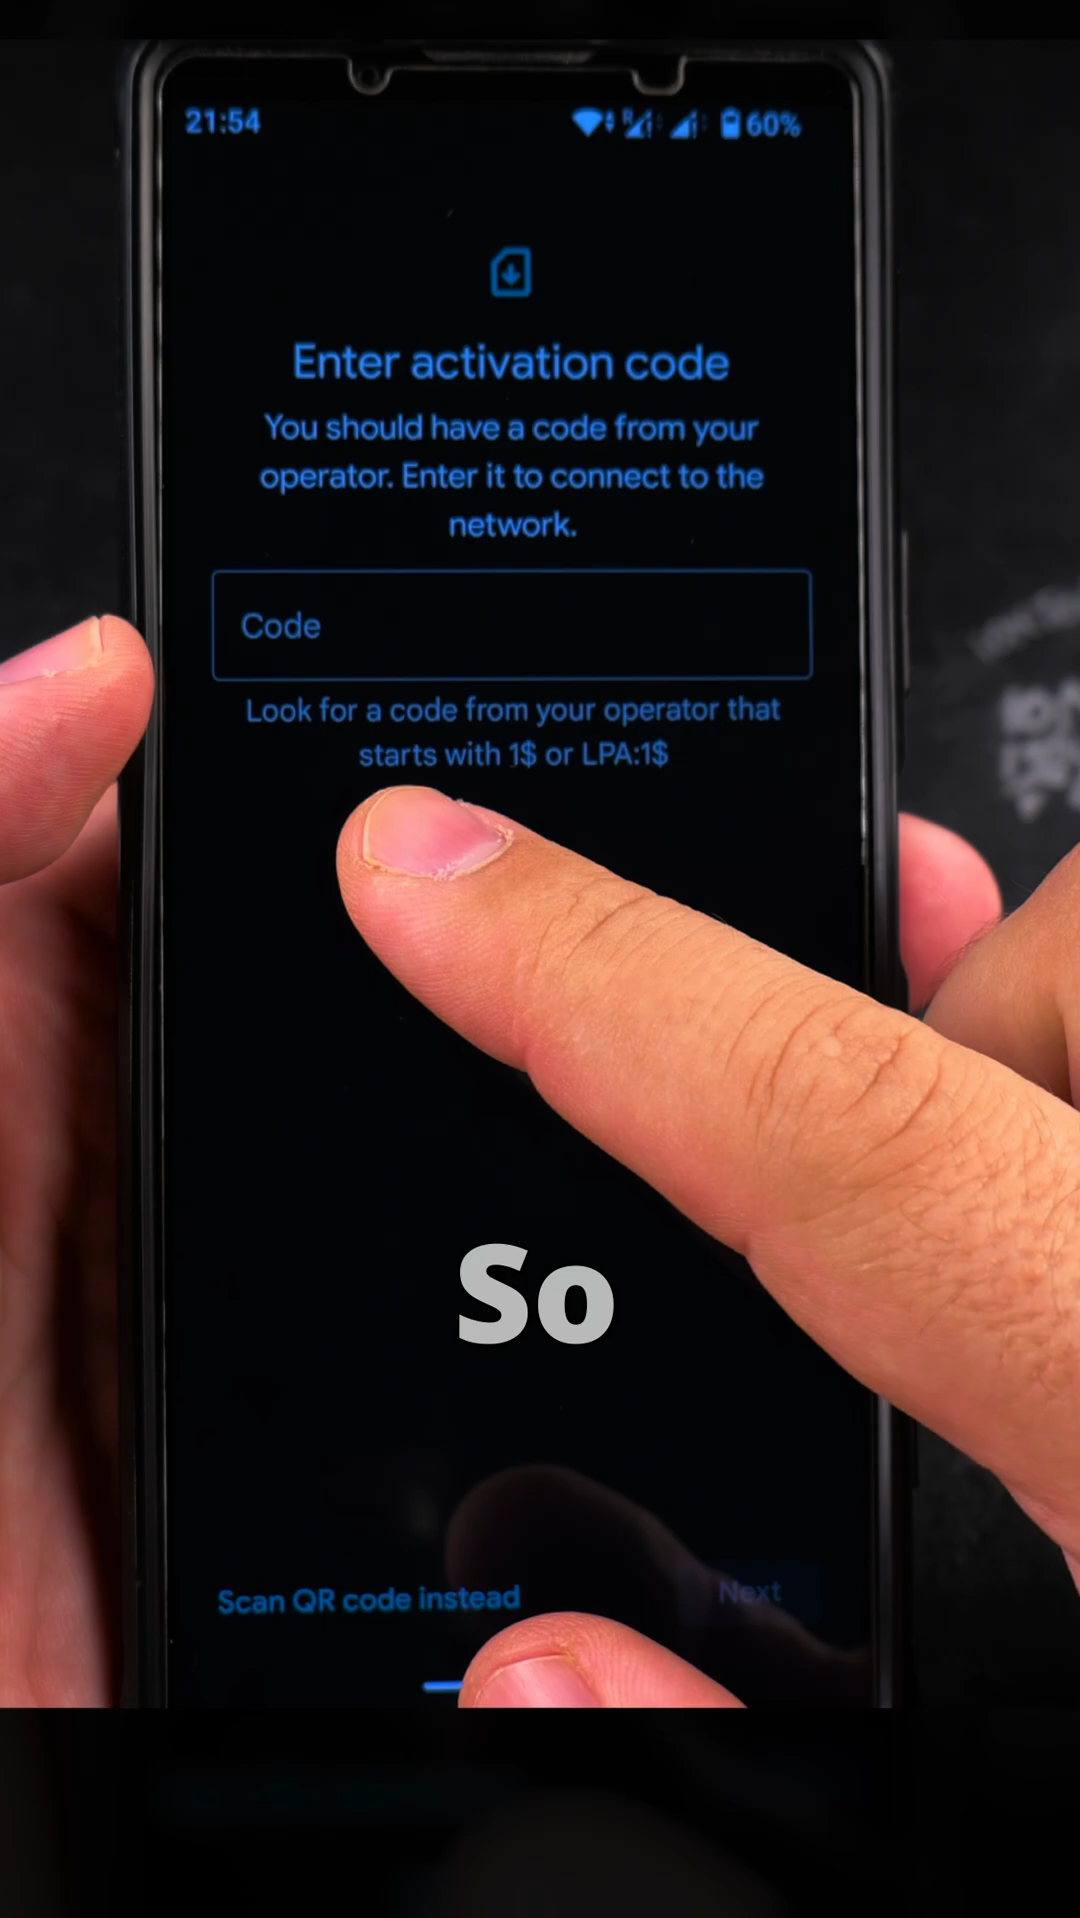 21:54
R
60%
Enter activation code
You should have a code from your
operator. Enter it to connect to the
network.
Code
Look for a code from your operator that
starts with 1$ or LPA:1$
So
Scan QR code instead
Next